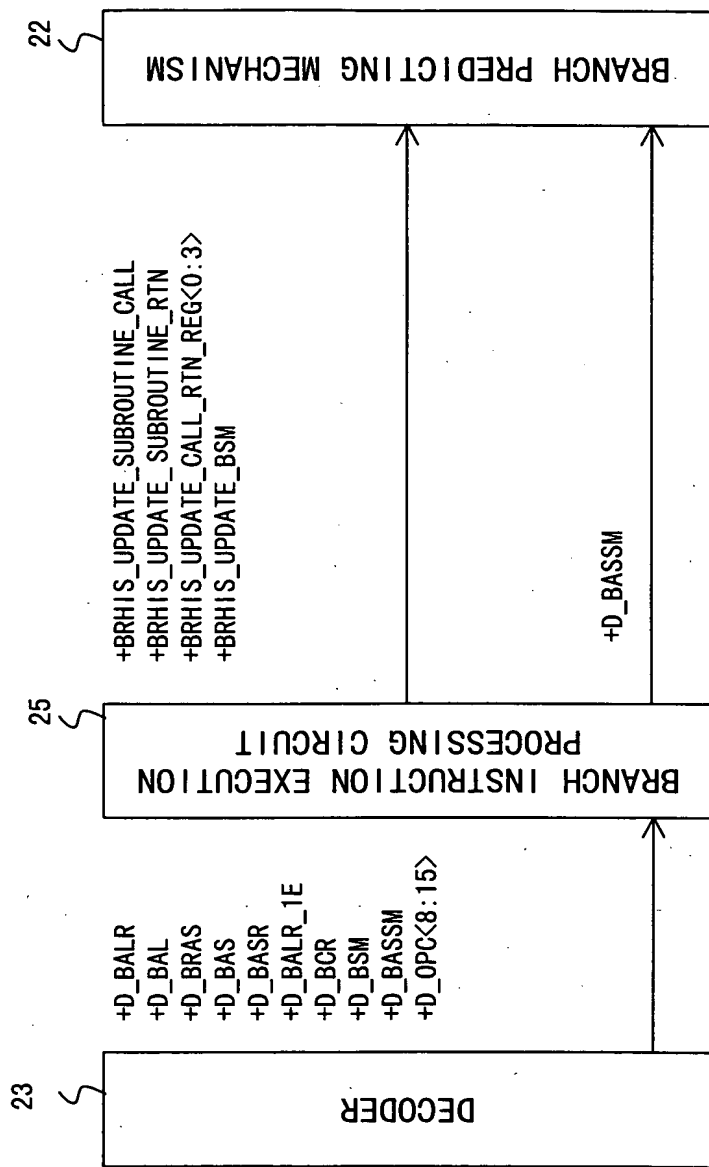 23
DECODER
+D_BALR
+D_BAL
+D_BRAS
+D_BAS
+D_BASR
+D_BALR_1E
+D_BCR
+D_BSM
+D_BASSM
+D_OPC<8:15>
25
BRANCH INSTRUCTION EXECUTION
PROCESSING CIRCUIT
+BRHIS_UPDATE_SUBROUTINE_CALL
+BRHIS_UPDATE_SUBROUTINE_RTN
+BRHIS_UPDATE_CALL_RTN_REG<0:3>
+BRHIS_UPDATE_BSM
+D_BASSM
22
BRANCH PREDICTING MECHANISM